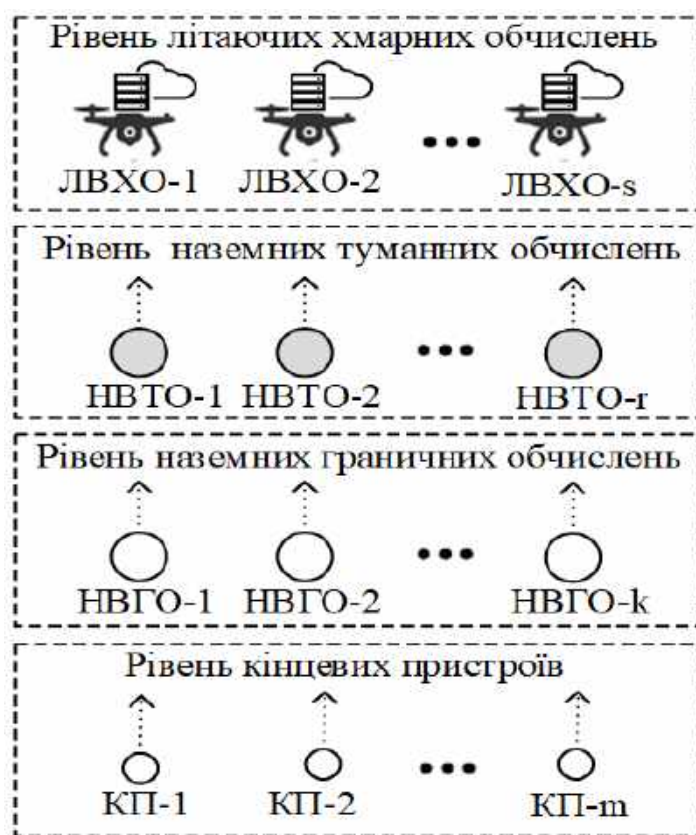 Рівень літаючих хмарних обчислень
ЛВХО-1 ЛВХО-2 ЛВХО-s
Рівень наземних туманних обчислень
НВТО-1 НВТО-2 НВТО-r
Рівень наземних граничних обчислень
НВГО-1 НВГО-2 НВГО-k
Рівень кінцевих пристроїв
КП-1 КП-2 КП-m